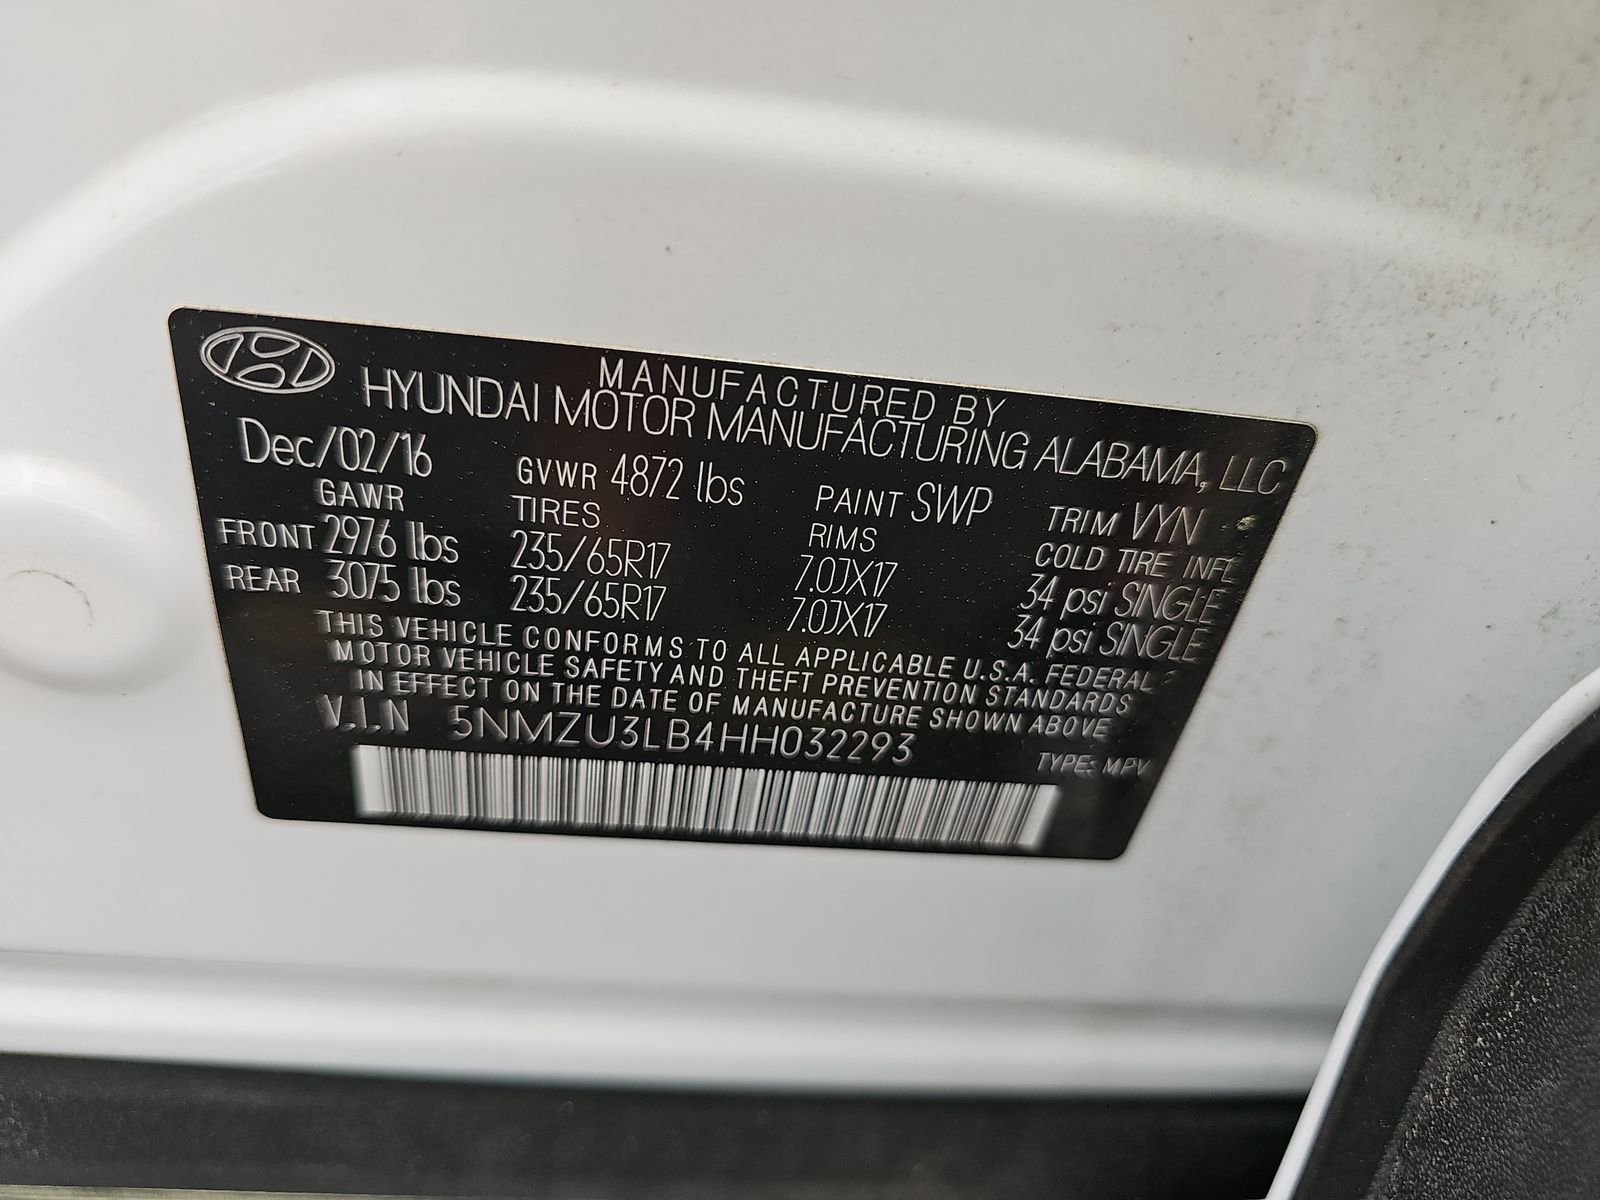 MANUFACTURED BY
HYUNDAI MOTOR MANUFACTURING ALABAMA, LLC
Dec/02/16 GVWR 4872 lbs PAINT SWP TRIM VYN
GAWR TIRES RIMS COLD TIRE INFL
FRONT 2976 lbs 235/65R17 7.0JX17 34 psi SINGLE
REAR 3075 lbs 235/65R17 7.0JX17 34 psi SINGLE
THIS VEHICLE CONFORMS TO ALL APPLICABLE U.S.A. FEDERAL
MOTOR VEHICLE SAFETY AND THEFT PREVENTION STANDARDS
IN EFFECT ON THE DATE OF MANUFACTURE SHOWN ABOVE
V.I.N 5NMZU3LB4HH032293
TYPE: MPV